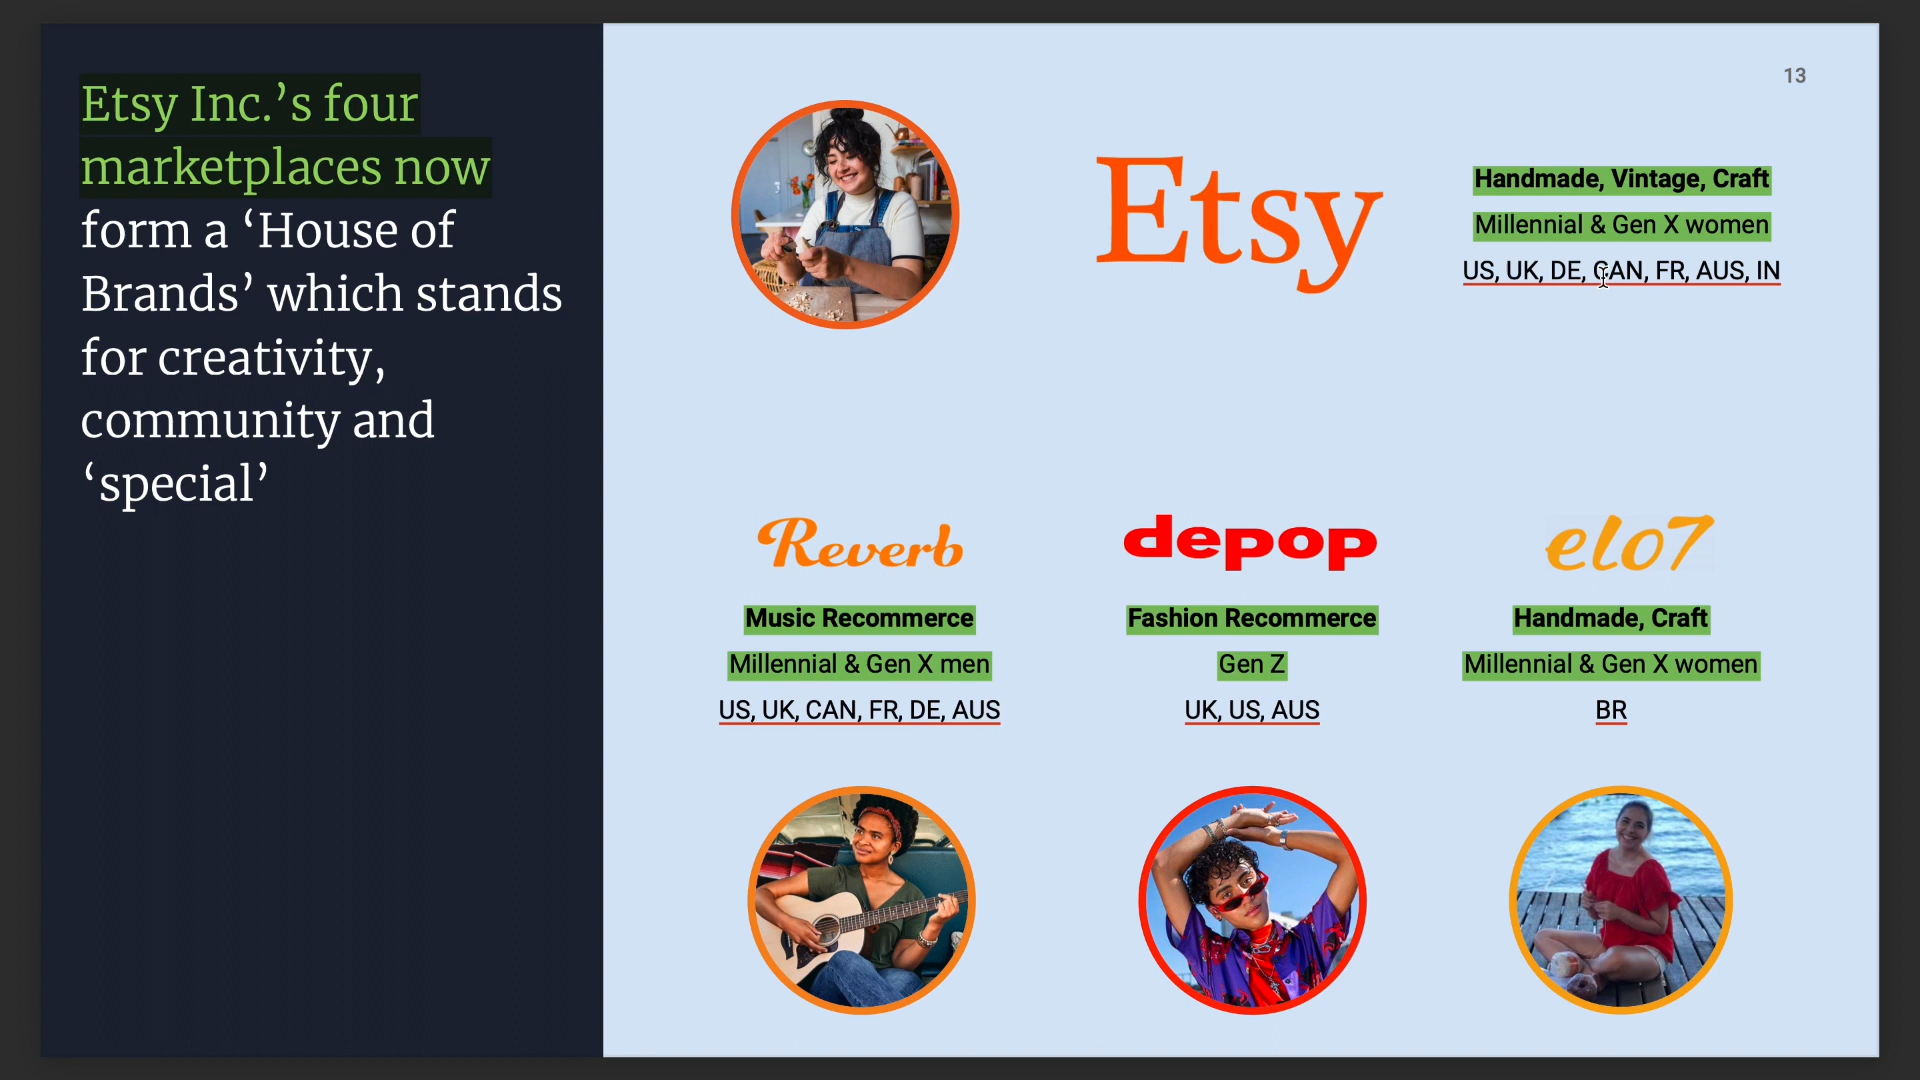 Etsy Inc.’s four
marketplaces now
form a ‘House of
Brands’ which stands
for creativity,
community and
‘special’
13
Etsy
Handmade, Vintage, Craft
Millennial & Gen X women
US, UK, DE, CAN, FR, AUS, IN
Reverb
Music Recommerce
Millennial & Gen X men
US, UK, CAN, FR, DE, AUS
depop
Fashion Recommerce
Gen Z
UK, US, AUS
elo7
Handmade, Craft
Millennial & Gen X women
BR